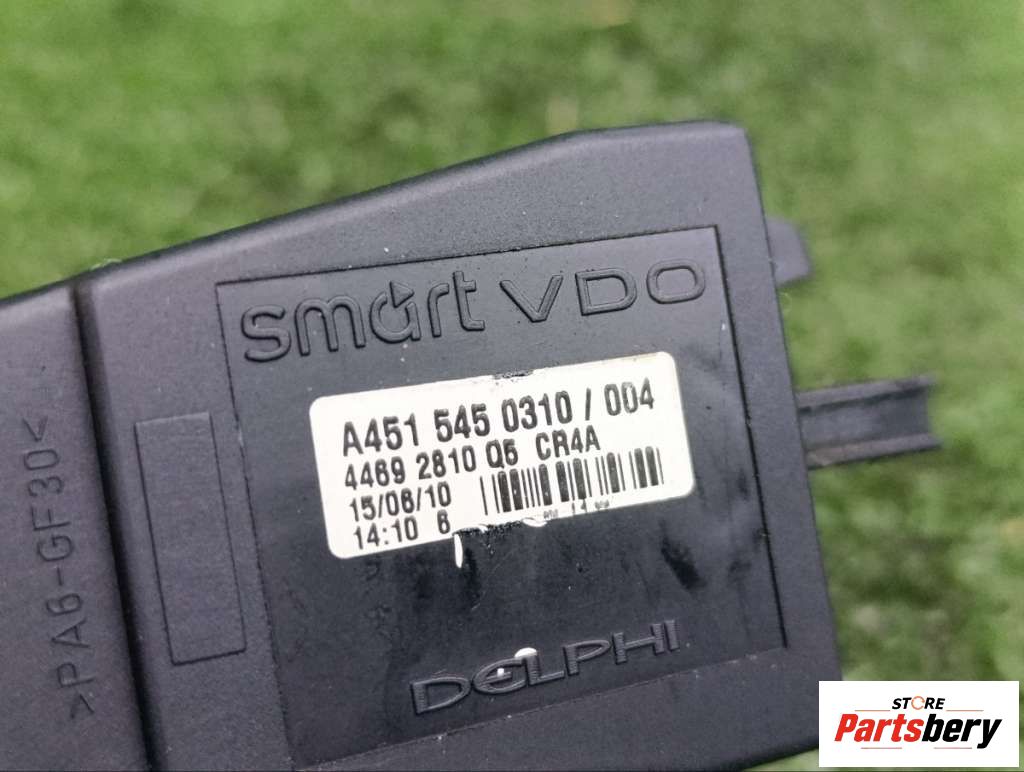 smart VDO
A451 545 0310 / 004
4469 2810 Q6 CR4A
15/06/10
14:10 6
DELPHI
>PA6-GF30<
STORE
Partsbery